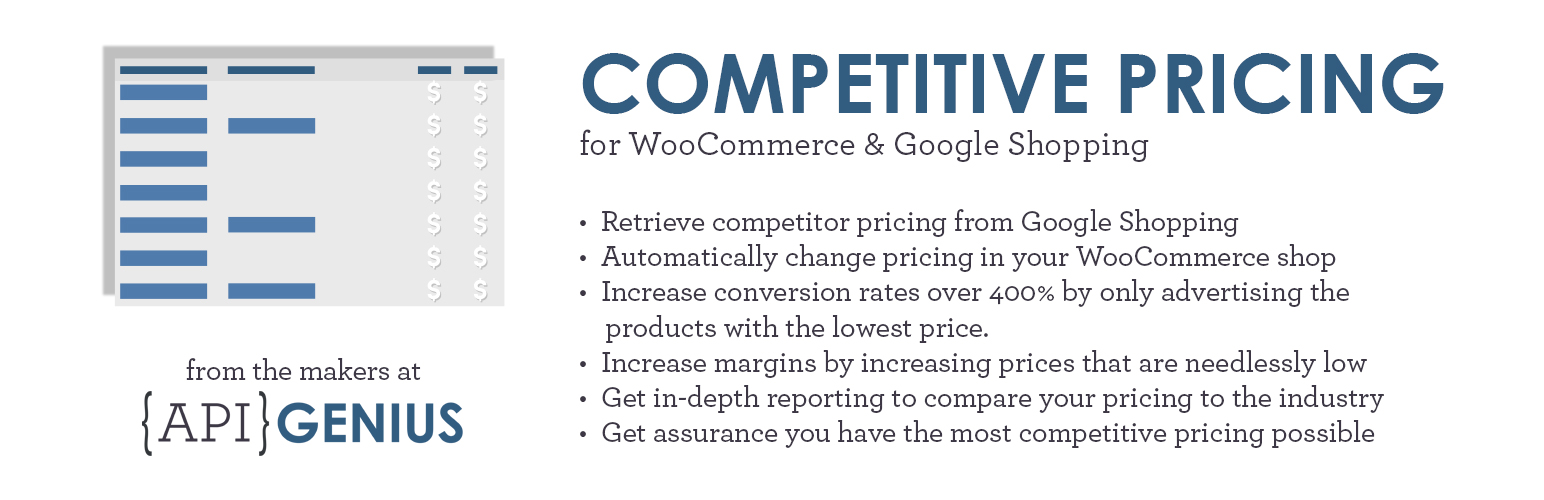 COMPETITIVE PRICING
for WooCommerce & Google Shopping
• Retrieve competitor pricing from Google Shopping
• Automatically change pricing in your WooCommerce shop
• Increase conversion rates over 400% by only advertising the
products with the lowest price.
• Increase margins by increasing prices that are needlessly low
• Get in-depth reporting to compare your pricing to the industry
• Get assurance you have the most competitive pricing possible
$ $
$ $
$ $
$ $
$ $
$ $
$ $
from the makers at
{API}GENIUS